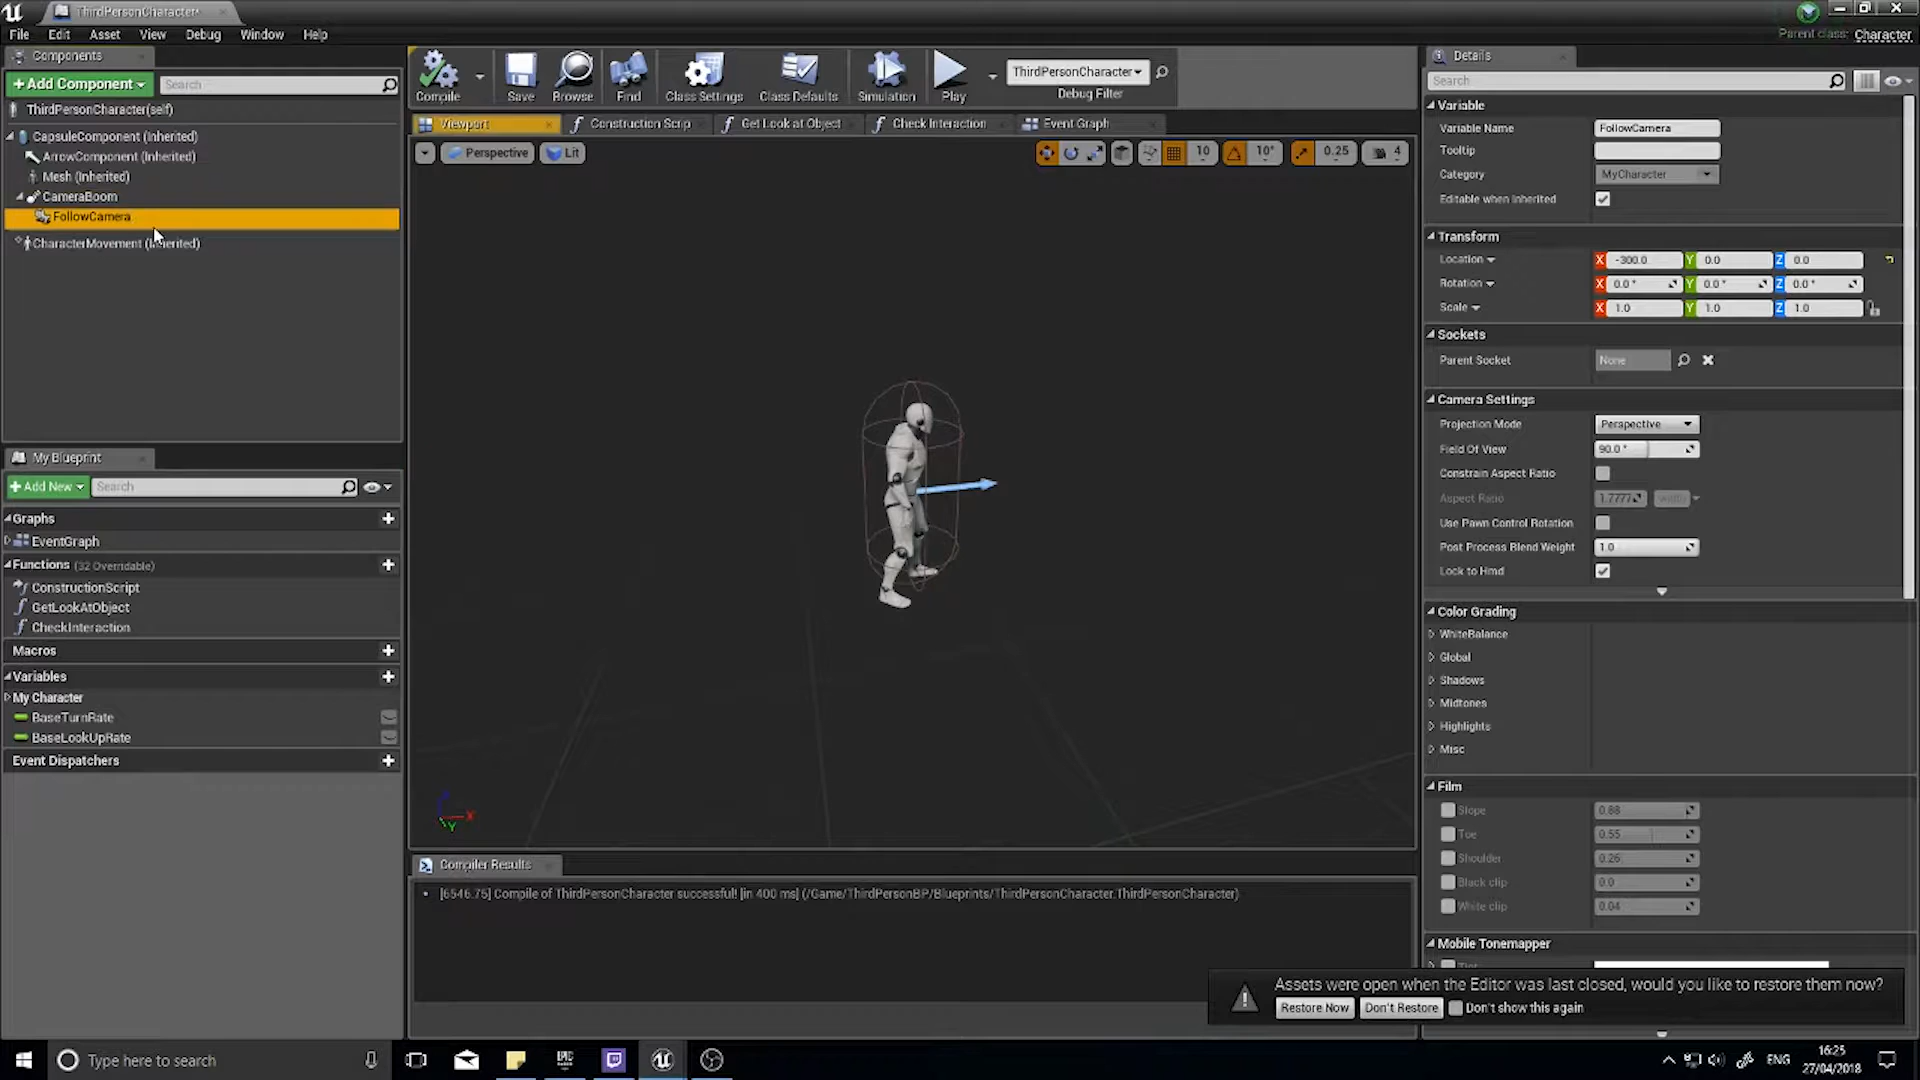 ThirdPersonCharacter*
File Edit Asset View Debug Window Help
Parent class: Character
Components
+Add Component
Search
ThirdPersonCharacter(self)
CapsuleComponent (Inherited)
ArrowComponent (Inherited)
Mesh (Inherited)
CameraBoom
FollowCamera
CharacterMovement (Inherited)
My Blueprint
+Add New
Search
Graphs
EventGraph
Functions (32 Overridable)
ConstructionScript
GetLookAtObject
CheckInteraction
Macros
Variables
My Character
BaseTurnRate
BaseLookUpRate
Event Dispatchers
Compile Save Browse Find Class Settings Class Defaults Simulation Play
ThirdPersonCharacter
Debug Filter
Viewport Construction Scrip Get Look at Object Check Interaction Event Graph
Perspective Lit 10 10° 0.25 4
Z X Y
Compiler Results
[6546.75] Compile of ThirdPersonCharacter successful! [in 400 ms] (/Game/ThirdPersonBP/Blueprints/ThirdPersonCharacter.ThirdPersonCharacter)
Details
Search
Variable
Variable Name FollowCamera
Tooltip
Category MyCharacter
Editable when Inherited
Transform
Location X -300.0 Y 0.0 Z 0.0
Rotation X 0.0° Y 0.0° Z 0.0°
Scale X 1.0 Y 1.0 Z 1.0
Sockets
Parent Socket None
Camera Settings
Projection Mode Perspective
Field Of View 90.0°
Constrain Aspect Ratio
Aspect Ratio 1.7777
Use Pawn Control Rotation
Post Process Blend Weight 1.0
Lock to Hmd
Color Grading
WhiteBalance
Global
Shadows
Midtones
Highlights
Misc
Film
Slope 0.88
Toe 0.55
Shoulder 0.26
Black clip 0.0
White clip 0.04
Mobile Tonemapper
Assets were open when the Editor was last closed, would you like to restore them now?
Restore Now Don't Restore Don't show this again
Type here to search
EPIC
ENG
16:25
27/04/2018